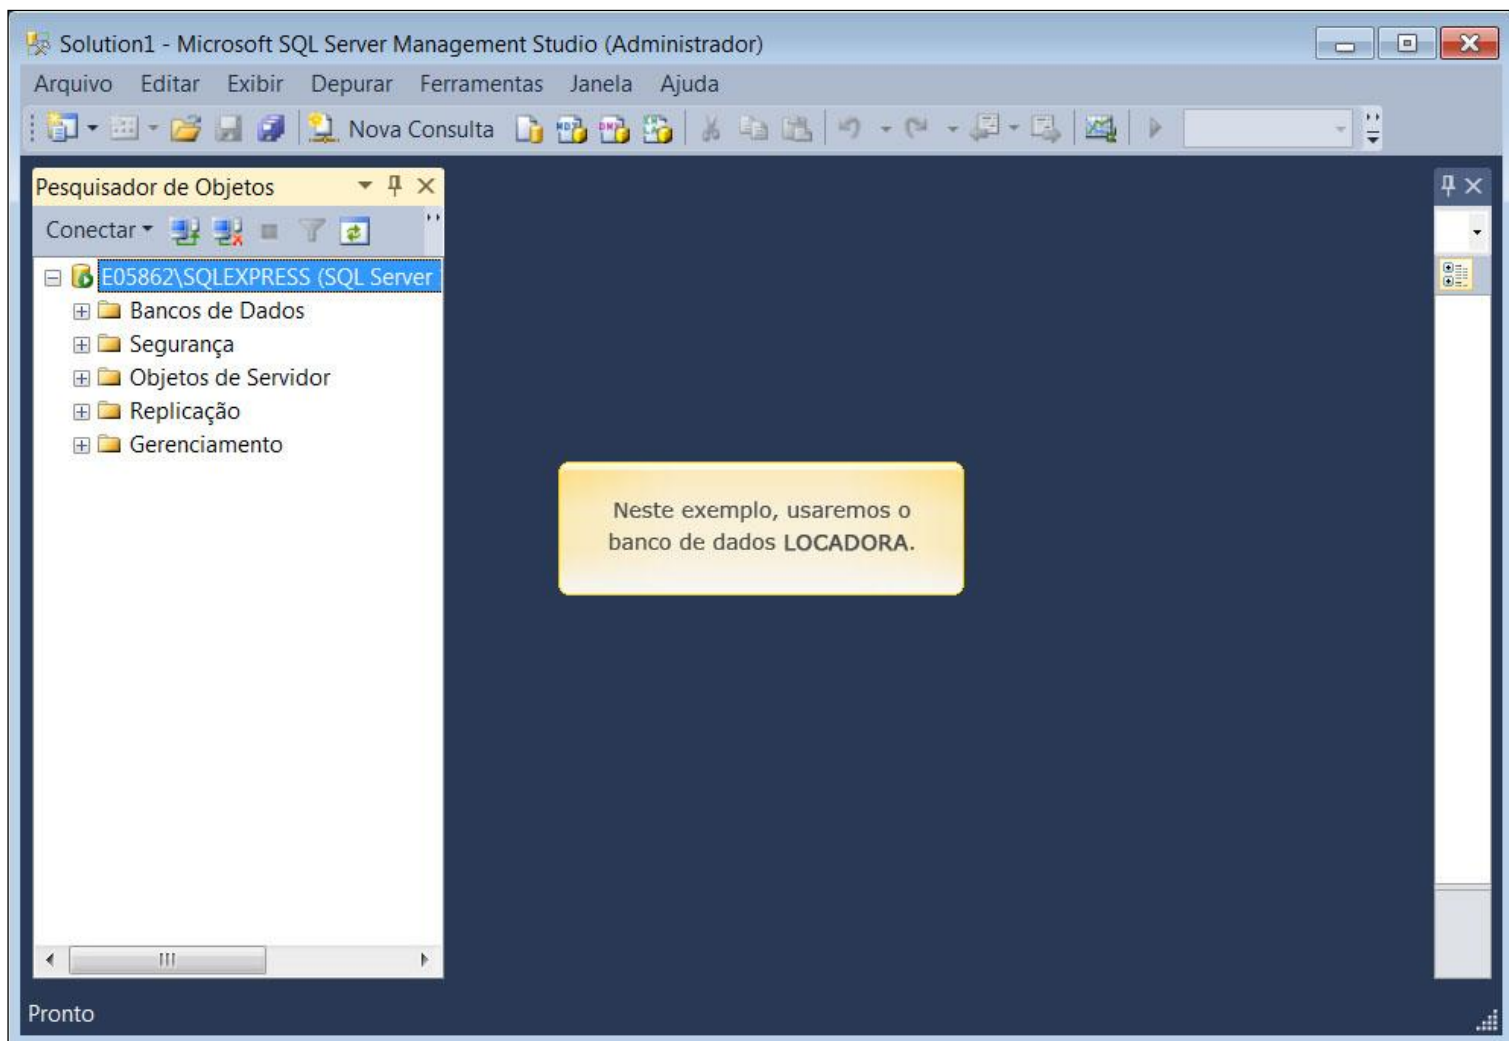 Solution1 - Microsoft SQL Server Management Studio (Administrador)
Arquivo Editar Exibir Depurar Ferramentas Janela Ajuda
Nova Consulta
Pesquisador de Objetos
Conectar
E05862\SQLEXPRESS (SQL Server
Bancos de Dados
Segurança
Objetos de Servidor
Replicação
Gerenciamento
Neste exemplo, usaremos o
banco de dados LOCADORA.
Pronto